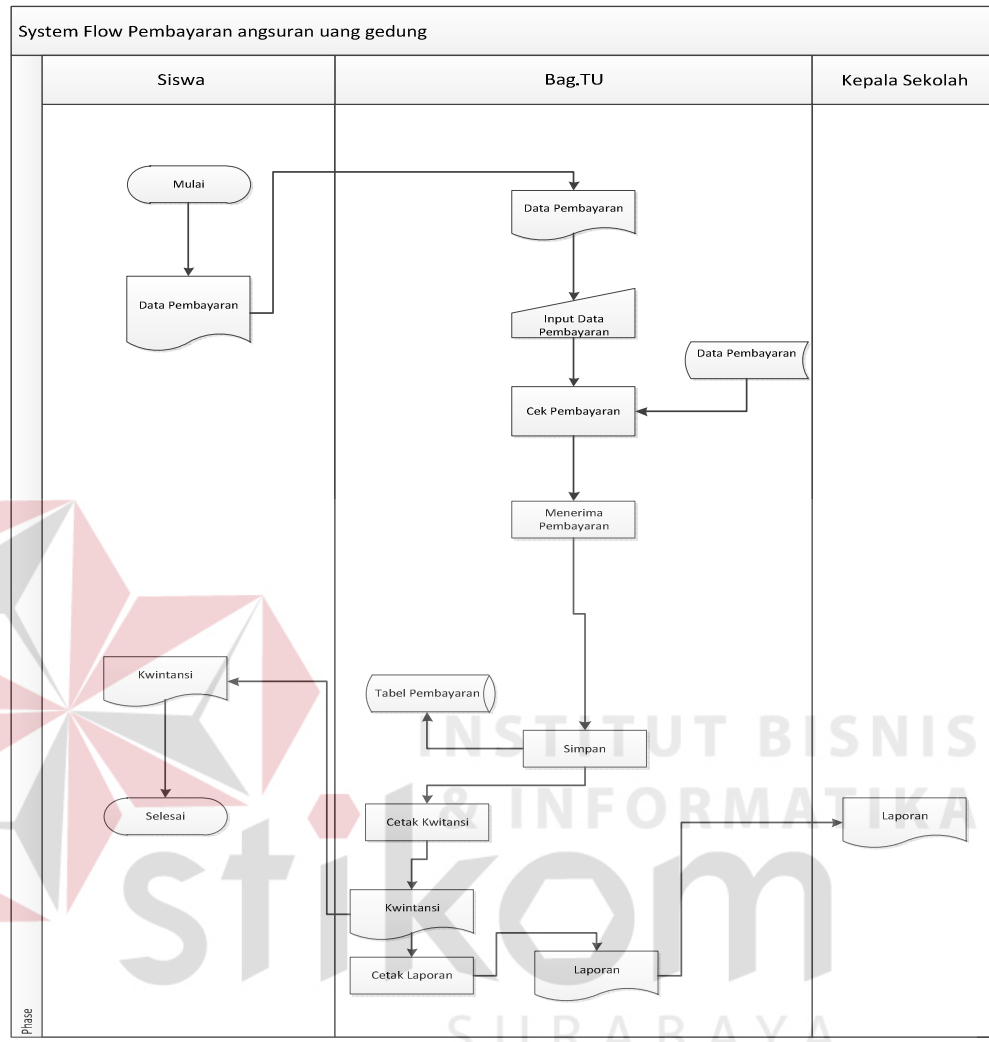 System Flow Pembayaran angsuran uang gedung
Siswa
Bag.TU
Kepala Sekolah
Mulai
Data Pembayaran
Data Pembayaran
Input Data
Pembayaran
Data Pembayaran
Cek Pembayaran
Menerima
Pembayaran
Kwintansi
Tabel Pembayaran
Simpan
Selesai
Cetak Kwitansi
Laporan
Kwintansi
Cetak Laporan
Laporan
Phase
INSTITUT BISNIS
& INFORMATIKA
stikom
SURABAYA